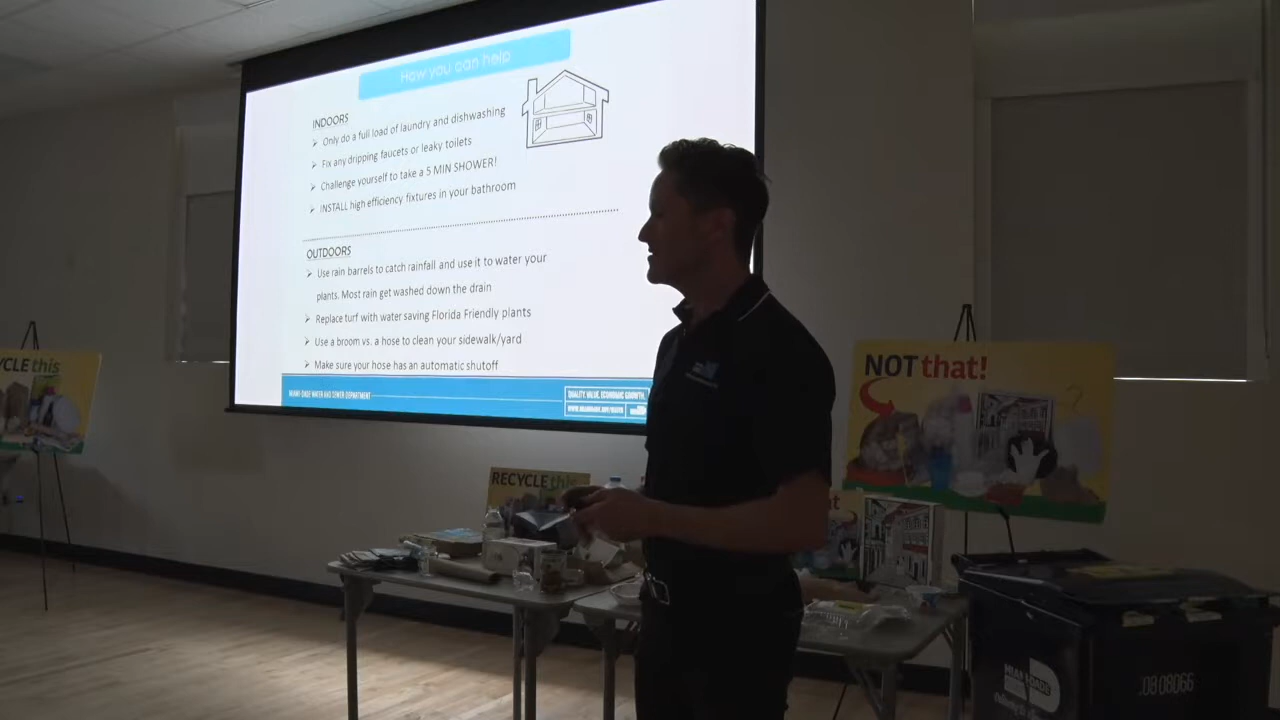 How you can help
INDOORS
Only do a full load of laundry and dishwashing
Fix any dripping faucets or leaky toilets
Challenge yourself to take a 5 MIN SHOWER!
INSTALL high efficiency fixtures in your bathroom
OUTDOORS
Use rain barrels to catch rainfall and use it to water your
plants. Most rain get washed down the drain
Replace turf with water saving Florida Friendly plants
Use a broom vs. a hose to clean your sidewalk/yard
Make sure your hose has an automatic shutoff
MIAMI-DADE WATER AND SEWER DEPARTMENT
QUALITY. VALUE. ECONOMIC GROWTH.
CYCLE this
NOT that!
RECYCLE this
at
0808066